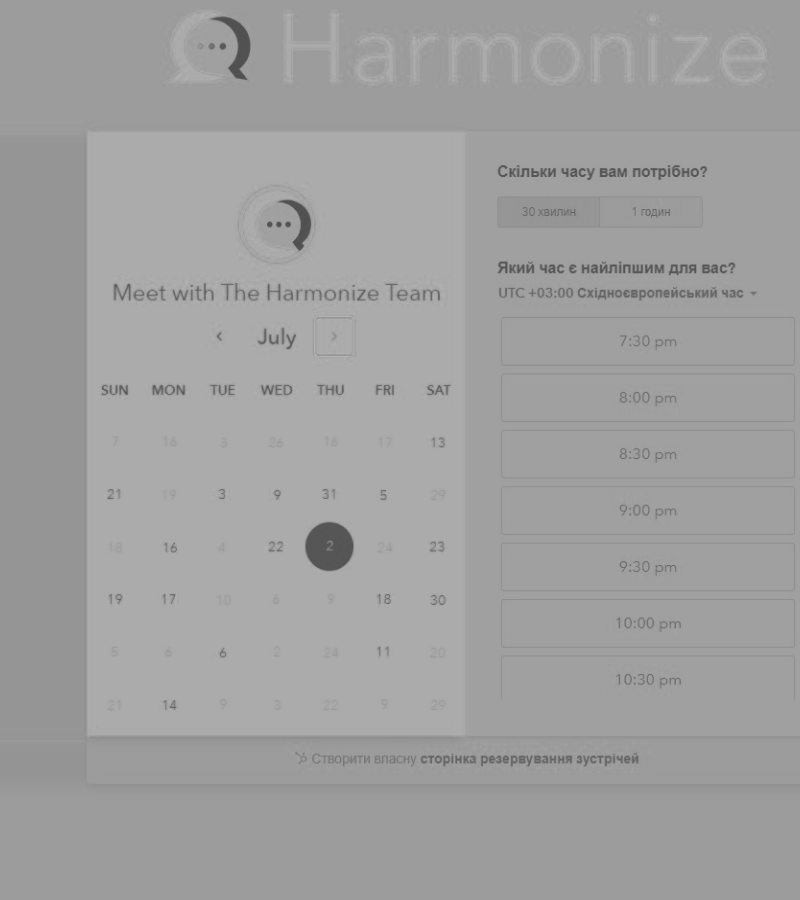 Harmonize
Meet with The Harmonize Team
July
SUN MON TUE WED THU FRI SAT
7 16 3 26 16 17 13
21 19 3 9 31 5 29
18 16 4 22 2 24 23
19 17 10 6 9 18 30
5 6 6 2 24 11 20
21 14 9 3 22 9 29
Скільки часу вам потрібно?
30 хвилин 1 годин
Який час є найліпшим для вас?
UTC +03:00 Східноєвропейський час
7:30 pm
8:00 pm
8:30 pm
9:00 pm
9:30 pm
10:00 pm
10:30 pm
Створити власну сторінка резервування зустрічей